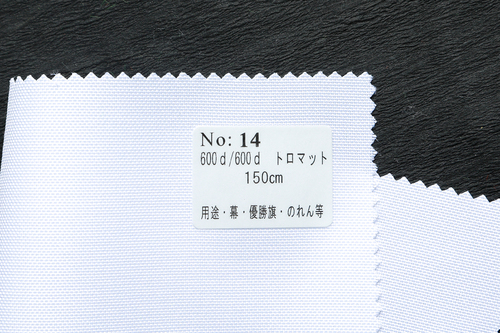 No: 14
600d/600d トロマット
150cm
用途・幕・優勝旗・のれん等